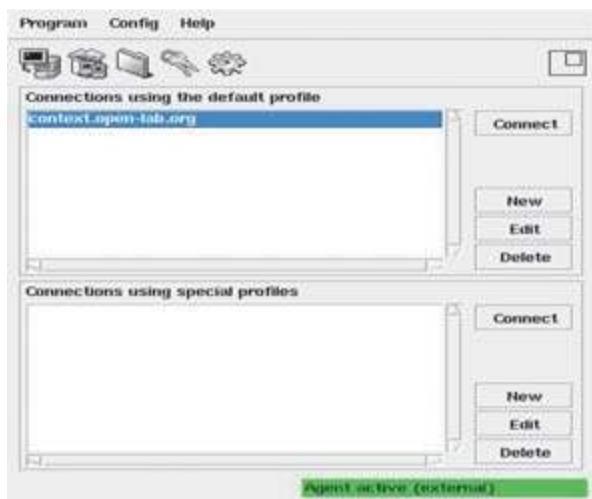 Program Config Help
Connections using the default profile
context.open-lab.org
Connect
New
Edit
Delete
Connections using special profiles
Connect
New
Edit
Delete
Agent active (external)